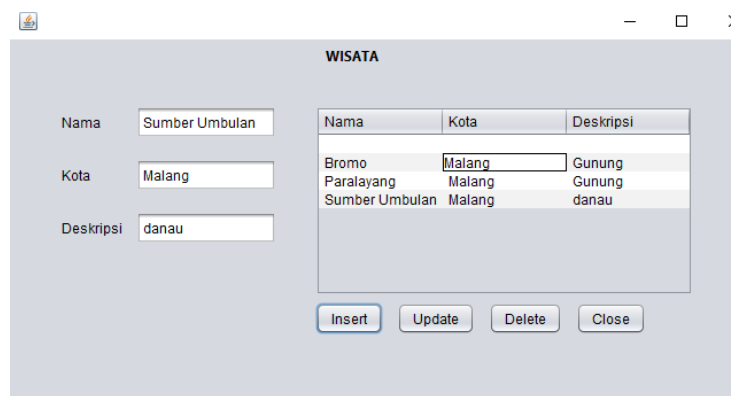 WISATA
Nama Sumber Umbulan
Kota Malang
Deskripsi danau
Nama Kota Deskripsi
Bromo Malang Gunung
Paralayang Malang Gunung
Sumber Umbulan Malang danau
Insert Update Delete Close